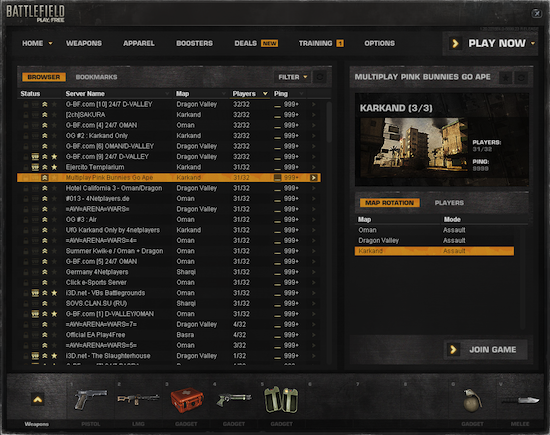 BATTLEFIELD
PLAY4FREE
HOME WEAPONS APPAREL BOOSTERS DEALS NEW TRAINING 1 OPTIONS PLAY NOW
BROWSER BOOKMARKS FILTER
Status Server Name Map Players Ping
G-BF.com [10] 24/7 D-VALLEY Dragon Valley 32/32 999+
[2ch]SAKURA Karkand 32/32 999+
G-BF.com [4] 24/7 OMAN Oman 32/32 999+
OG #2 : Karkand Only Karkand 32/32 999+
G-BF.com [6] OMAN/D-VALLEY Dragon Valley 32/32 999+
G-BF.com [9] 24/7 D-VALLEY Dragon Valley 32/32 999+
Ejercito Templarium Karkand 31/32 999+
Multiplay Pink Bunnies Go Ape Karkand 31/32 999+
Hotel California 3 - Oman/Dragon Dragon Valley 31/32 999+
#013 - 4Netplayers.de Oman 31/32 999+
=AW=ARENA=WARS= Dragon Valley 31/32 999+
OG #3 : Air Oman 31/32 999+
UFO Karkand Only by 4netplayers Karkand 31/32 999+
=AW=ARENA=WARS=4= Oman 31/32 999+
Summer Kwik-e / Oman + Dragon Oman 31/32 999+
G-BF.com [5] 24/7 OMAN Oman 31/32 999+
Germany 4Netplayers Sharqi 31/32 999+
Click e-Sports Server Sharqi 31/32 999+
i3D.net - VBs Battlegrounds Oman 31/32 999+
SOVS.CLAN.SU (RU) Sharqi 31/32 999+
G-BF.com [1] D-VALLEY/OMAN Oman 31/32 999+
=AW=ARENA=WARS=7= Dragon Valley 4/32 999+
Official EA Play4Free Basra 4/32 999+
=AW=ARENA=WARS=5= Oman 3/32 999+
i3D.net - The Slaughterhouse Dragon Valley 1/32 999+
MULTIPLAY PINK BUNNIES GO APE
KARKAND (3/3)
PLAYERS:
31/32
PING:
9999
MAP ROTATION PLAYERS
Map Mode
Oman Assault
Dragon Valley Assault
Karkand Assault
JOIN GAME
Weapons PISTOL LMG GADGET GADGET GADGET GADGET MELEE